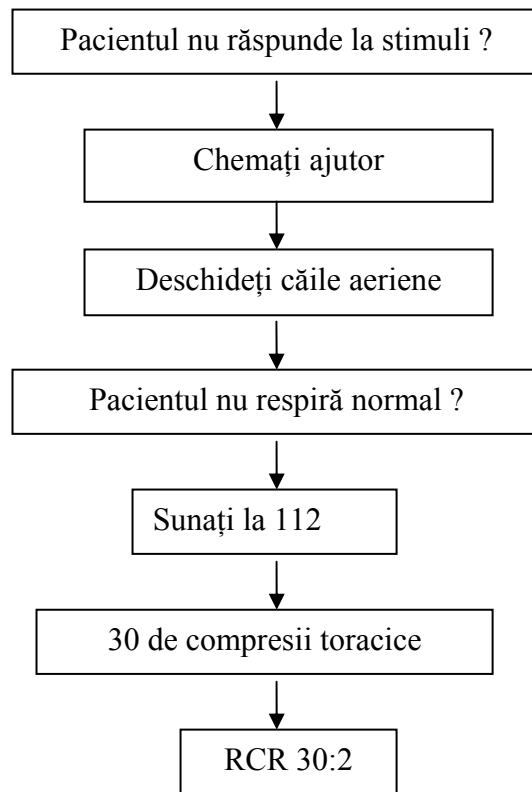 Pacientul nu răspunde la stimuli ?
Chemați ajutor
Deschideți căile aeriene
Pacientul nu respiră normal ?
Sunați la 112
30 de compresii toracice
RCR 30:2